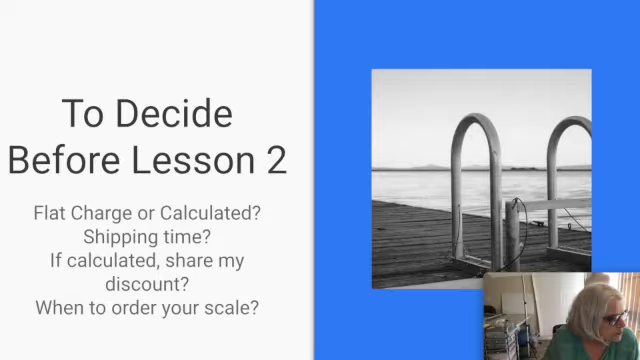 To Decide
Before Lesson 2
Flat Charge or Calculated?
Shipping time?
If calculated, share my
discount?
When to order your scale?